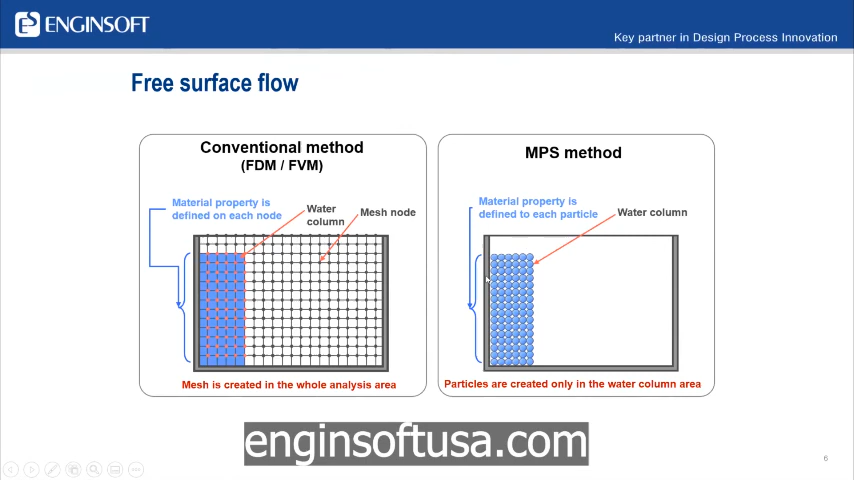 ENGINSOFT
Key partner in Design Process Innovation
Free surface flow
Conventional method
(FDM / FVM)
Material property is
defined on each node
Water
column
Mesh node
Mesh is created in the whole analysis area
MPS method
Material property is
defined to each particle
Water column
Particles are created only in the water column area
enginsoftusa.com
6